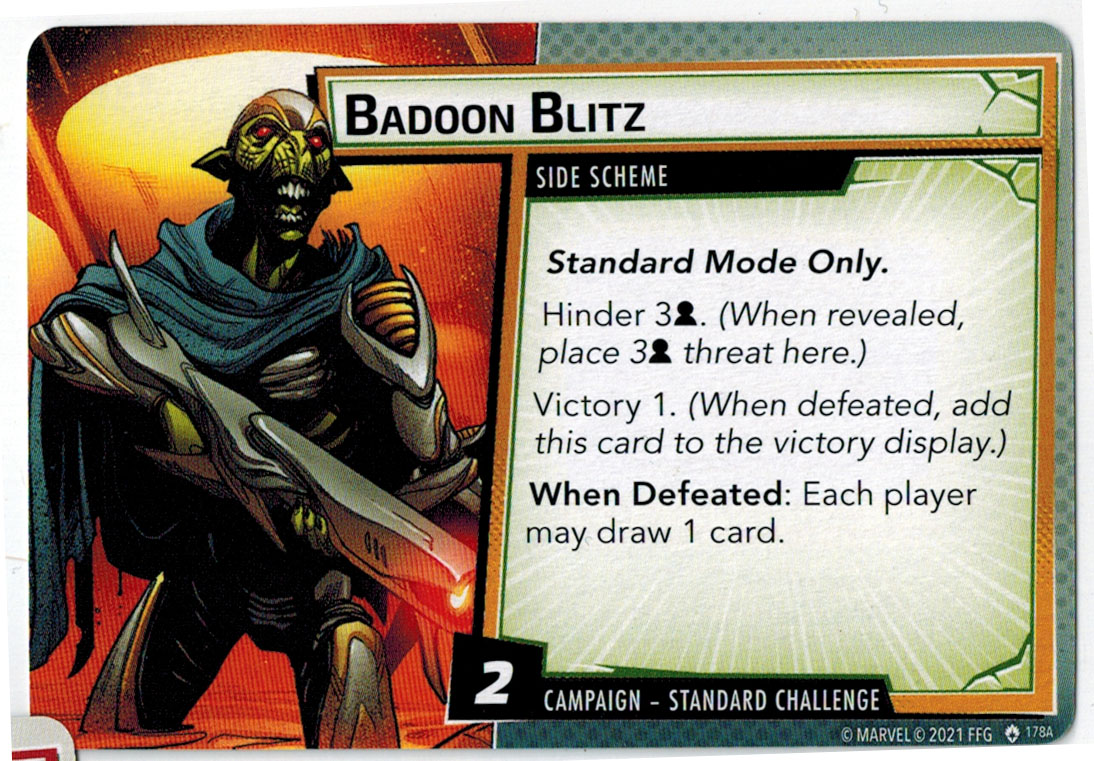 BADOON BLITZ
SIDE SCHEME
Standard Mode Only.
Hinder 3. (When revealed,
place 3 threat here.)
Victory 1. (When defeated, add
this card to the victory display.)
When Defeated: Each player
may draw 1 card.
2
CAMPAIGN – STANDARD CHALLENGE
© MARVEL © 2021 FFG 178A